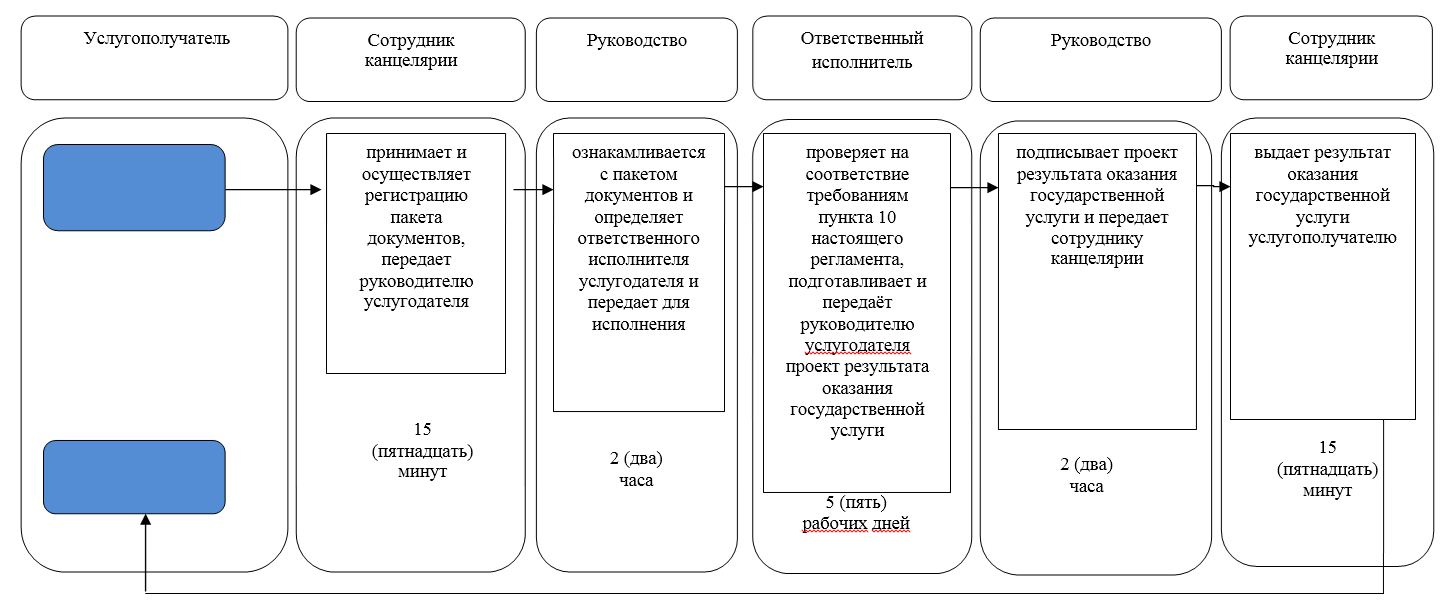 Услугополучатель
Сотрудник
канцелярии
Руководство
Ответственный
исполнитель
Руководство
Сотрудник
канцелярии
принимает и
осуществляет
регистрацию
пакета
документов,
передает
руководителю
услугодателя
15
(пятнадцать)
минут
ознакамливается
с пакетом
документов и
определяет
ответственного
исполнителя
услугодателя и
передает для
исполнения
2 (два)
часа
проверяет на
соответствие
требованиям
пункта 10
настоящего
регламента,
подготавливает и
передаёт
руководителю
услугодателя
проект результата
оказания
государственной
услуги
5 (пять)
рабочих дней
подписывает проект
результата оказания
государственной
услуги и передает
сотруднику
канцелярии
2 (два)
часа
выдает результат
оказания
государственной
услуги
услугополучателю
15
(пятнадцать)
минут